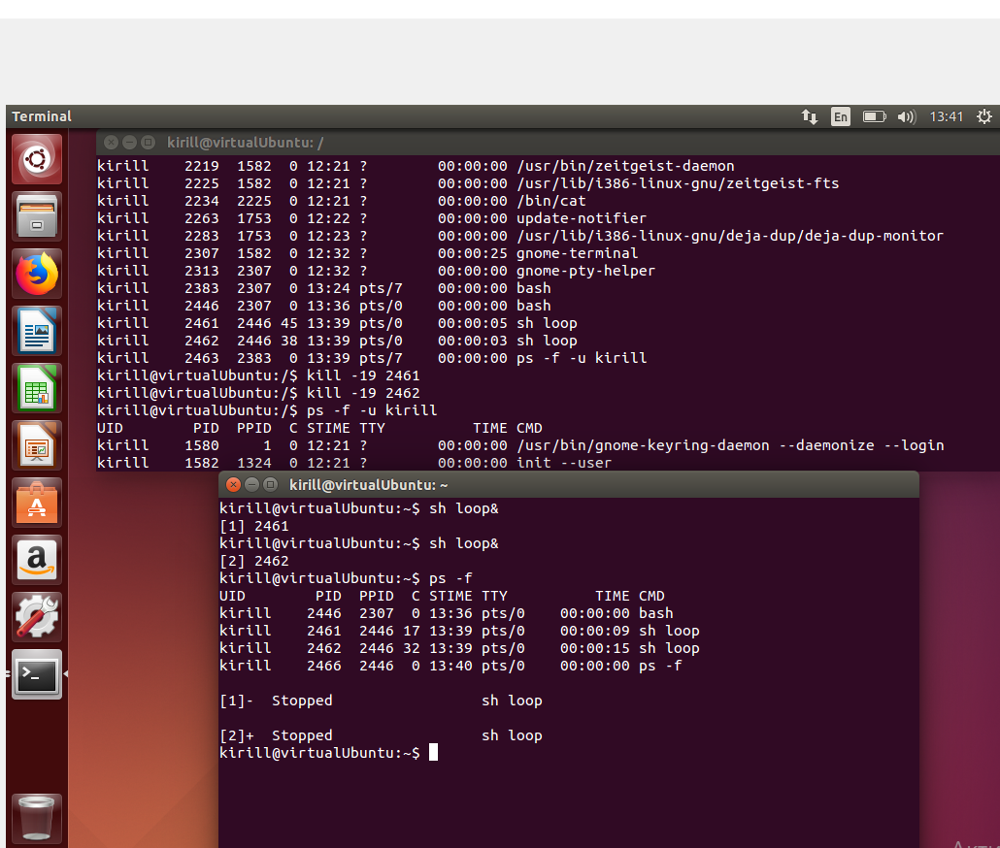 Terminal
En
13:41
kirill@virtualUbuntu: /
kirill    2219  1582  0 12:21 ?        00:00:00 /usr/bin/zeitgeist-daemon
kirill    2225  1582  0 12:21 ?        00:00:00 /usr/lib/i386-linux-gnu/zeitgeist-fts
kirill    2234  2225  0 12:21 ?        00:00:00 /bin/cat
kirill    2263  1753  0 12:22 ?        00:00:00 update-notifier
kirill    2283  1753  0 12:23 ?        00:00:00 /usr/lib/i386-linux-gnu/deja-dup/deja-dup-monitor
kirill    2307  1582  0 12:32 ?        00:00:25 gnome-terminal
kirill    2313  2307  0 12:32 ?        00:00:00 gnome-pty-helper
kirill    2383  2307  0 13:24 pts/7    00:00:00 bash
kirill    2446  2307  0 13:36 pts/0    00:00:00 bash
kirill    2461  2446 45 13:39 pts/0    00:00:05 sh loop
kirill    2462  2446 38 13:39 pts/0    00:00:03 sh loop
kirill    2463  2383  0 13:39 pts/7    00:00:00 ps -f -u kirill
kirill@virtualUbuntu:/$ kill -19 2461
kirill@virtualUbuntu:/$ kill -19 2462
kirill@virtualUbuntu:/$ ps -f -u kirill
UID        PID  PPID  C STIME TTY          TIME CMD
kirill    1580     1  0 12:21 ?        00:00:00 /usr/bin/gnome-keyring-daemon --daemonize --login
kirill    1582  1324  0 12:21 ?        00:00:00 init --user
kirill@virtualUbuntu: ~
kirill@virtualUbuntu:~$ sh loop&
[1] 2461
kirill@virtualUbuntu:~$ sh loop&
[2] 2462
kirill@virtualUbuntu:~$ ps -f
UID        PID  PPID  C STIME TTY          TIME CMD
kirill    2446  2307  0 13:36 pts/0    00:00:00 bash
kirill    2461  2446 17 13:39 pts/0    00:00:09 sh loop
kirill    2462  2446 32 13:39 pts/0    00:00:15 sh loop
kirill    2466  2446  0 13:40 pts/0    00:00:00 ps -f
[1]-  Stopped                 sh loop
[2]+  Stopped                 sh loop
kirill@virtualUbuntu:~$